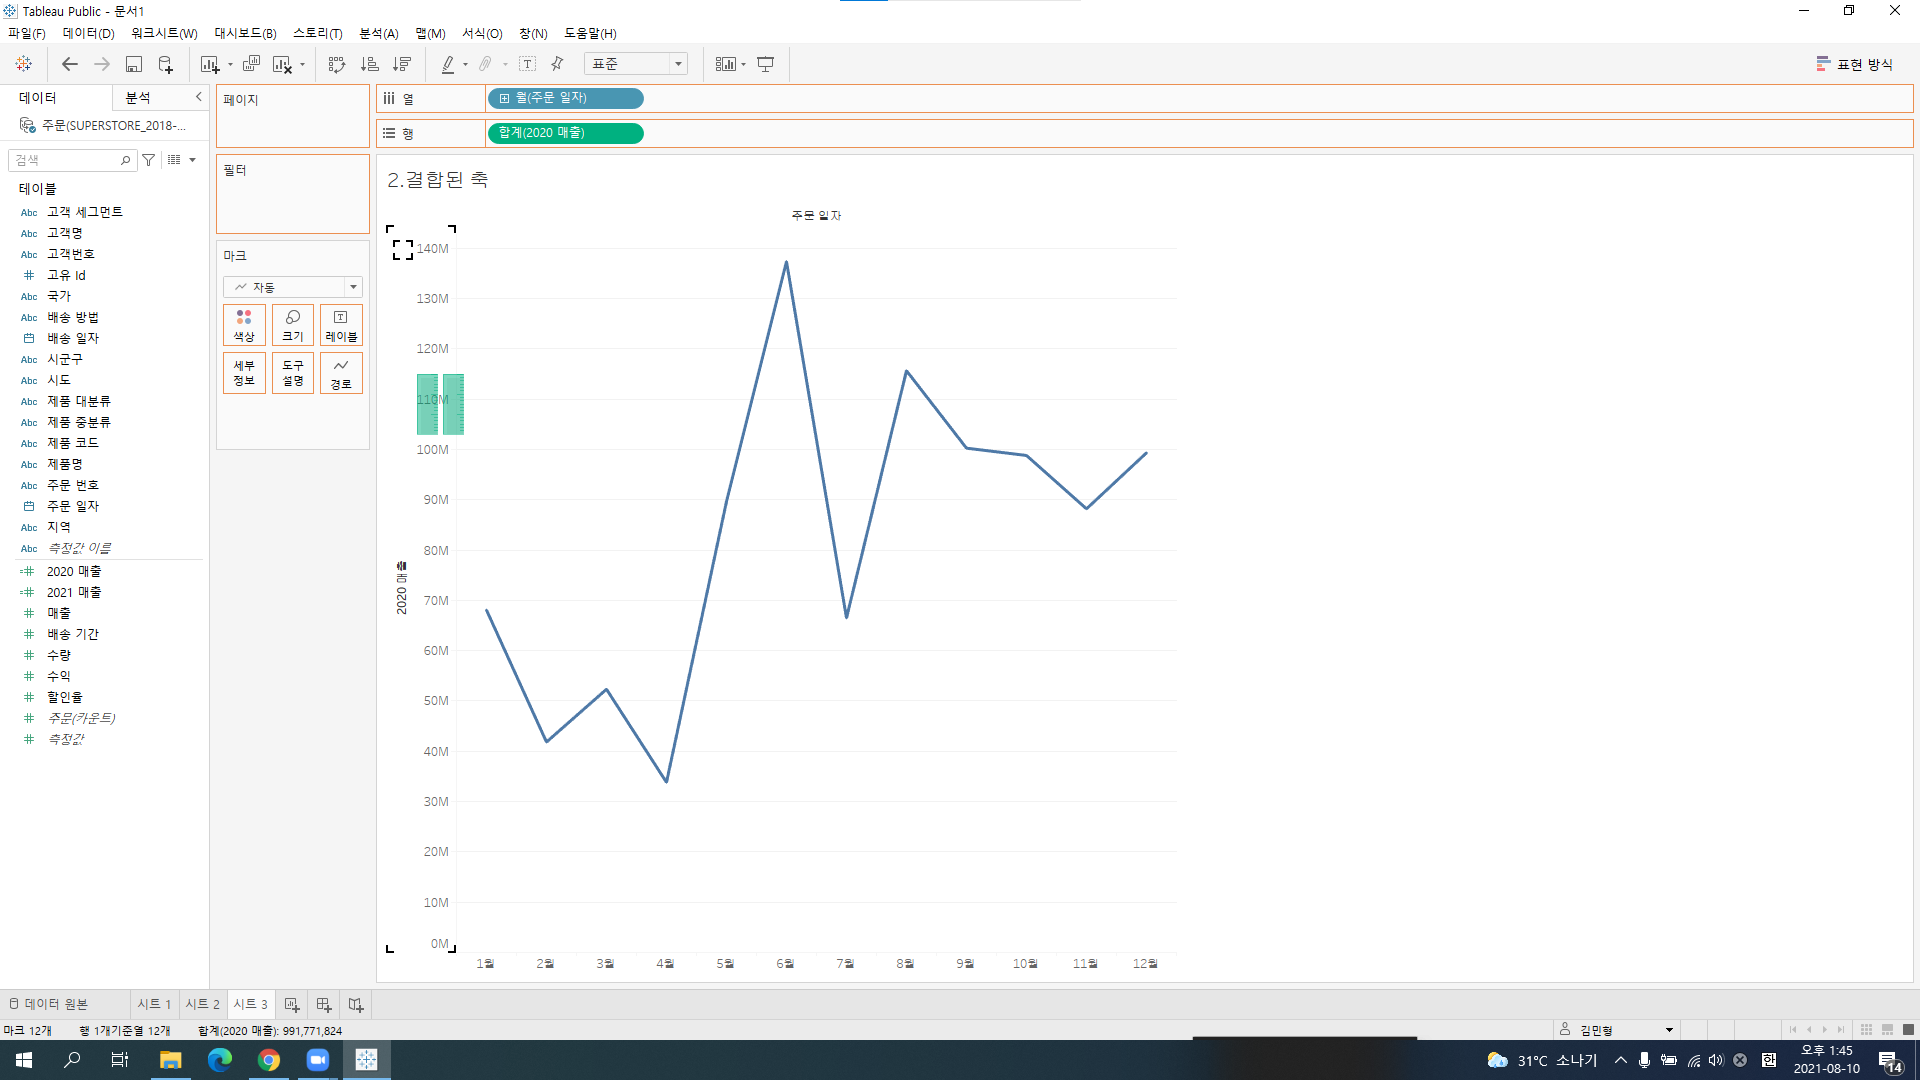 Tableau Public - 문서1
파일(F) 데이터(D) 워크시트(W) 대시보드(B) 스토리(T) 분석(A) 맵(M) 서식(O) 창(N) 도움말(H)
표준
표현 방식
데이터 분석
주문(SUPERSTORE_2018-...
검색
테이블
Abc 고객 세그먼트
Abc 고객명
Abc 고객번호
고유 Id
Abc 국가
Abc 배송 방법
배송 일자
Abc 시군구
Abc 시도
Abc 제품 대분류
Abc 제품 중분류
Abc 제품 코드
Abc 제품명
Abc 주문 번호
주문 일자
Abc 지역
Abc 측정값 이름
2020 매출
2021 매출
매출
배송 기간
수량
수익
할인율
주문(카운트)
측정값
페이지
필터
마크
자동
색상 크기 레이블
세부 정보 도구 설명 경로
열 월(주문 일자)
행 합계(2020 매출)
2.결합된 축
주문 일자
140M
130M
120M
110M
100M
90M
80M
70M
60M
50M
40M
30M
20M
10M
0M
2020 매출
1월 2월 3월 4월 5월 6월 7월 8월 9월 10월 11월 12월
데이터 원본 시트 1 시트 2 시트 3
마크 12개 행 1개기준열 12개 합계(2020 매출): 991,771,824
김민형
31°C 소나기
한
오후 1:45
2021-08-10
14